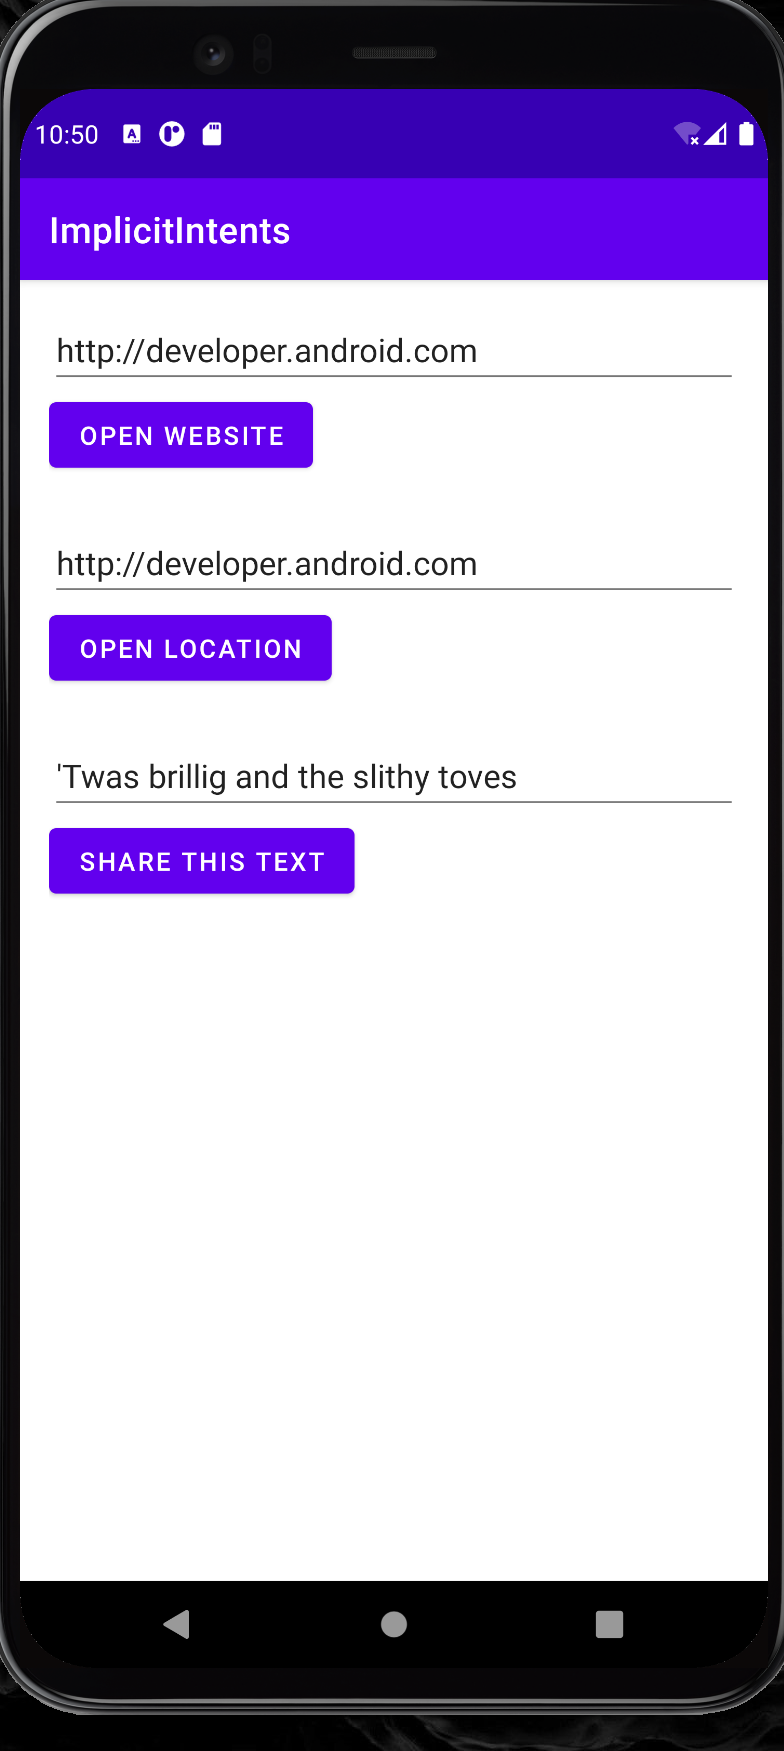 10:50
ImplicitIntents
http://developer.android.com
OPEN WEBSITE
http://developer.android.com
OPEN LOCATION
'Twas brillig and the slithy toves
SHARE THIS TEXT